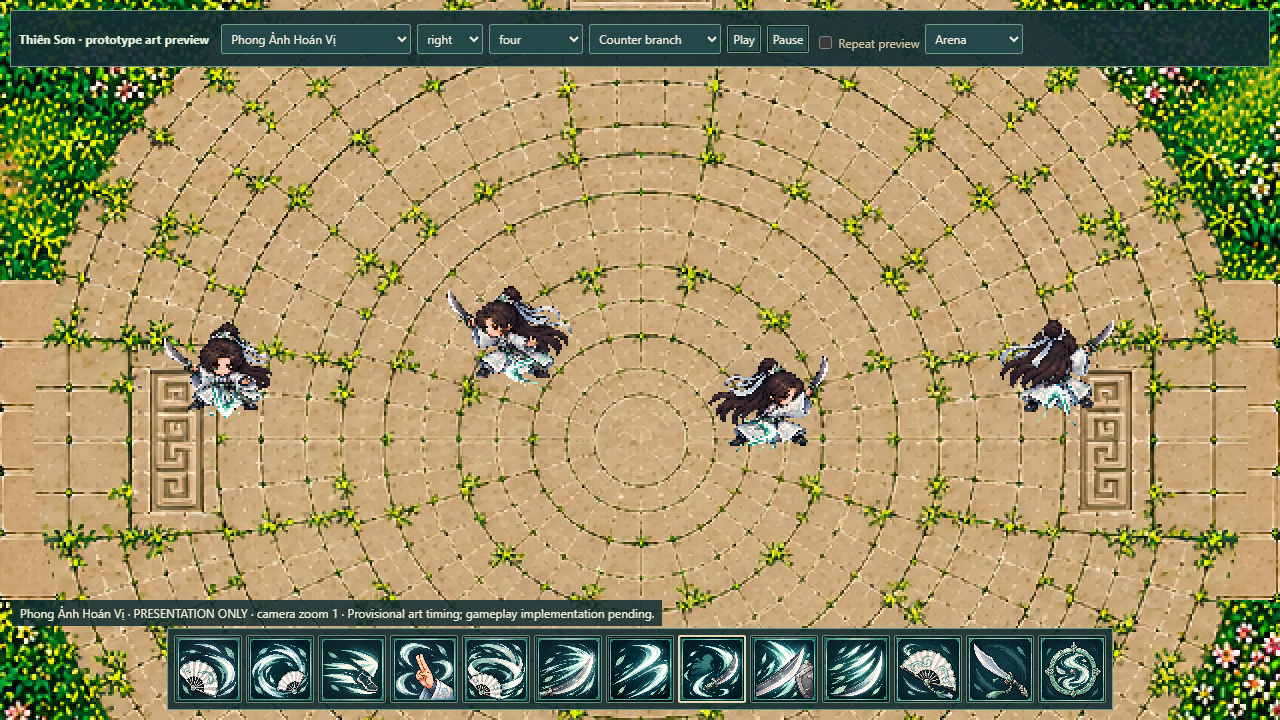 Thiên Sơn · prototype art preview Phong Ảnh Hoán Vị right four Counter branch Play Pause Repeat preview Arena
Phong Ảnh Hoán Vị · PRESENTATION ONLY · camera zoom 1 · Provisional art timing; gameplay implementation pending.